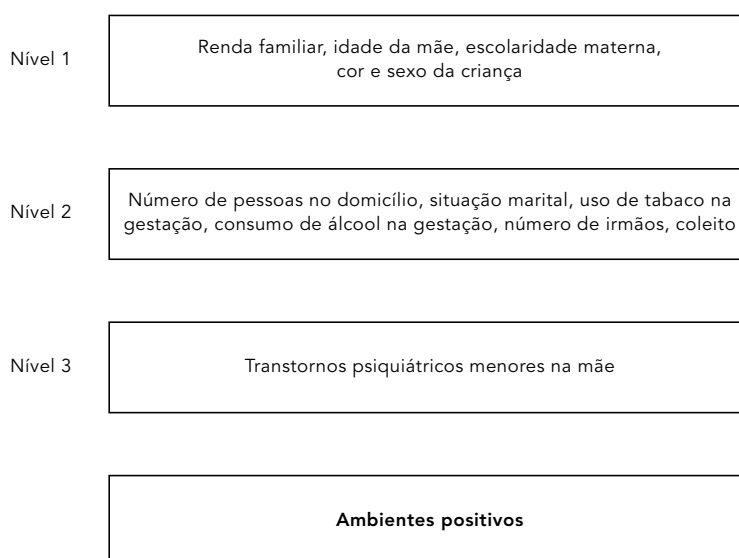 Nível 1
Renda familiar, idade da mãe, escolaridade materna,
cor e sexo da criança
Nível 2
Número de pessoas no domicílio, situação marital, uso de tabaco na
gestação, consumo de álcool na gestação, número de irmãos, coleito
Nível 3
Transtornos psiquiátricos menores na mãe
Ambientes positivos